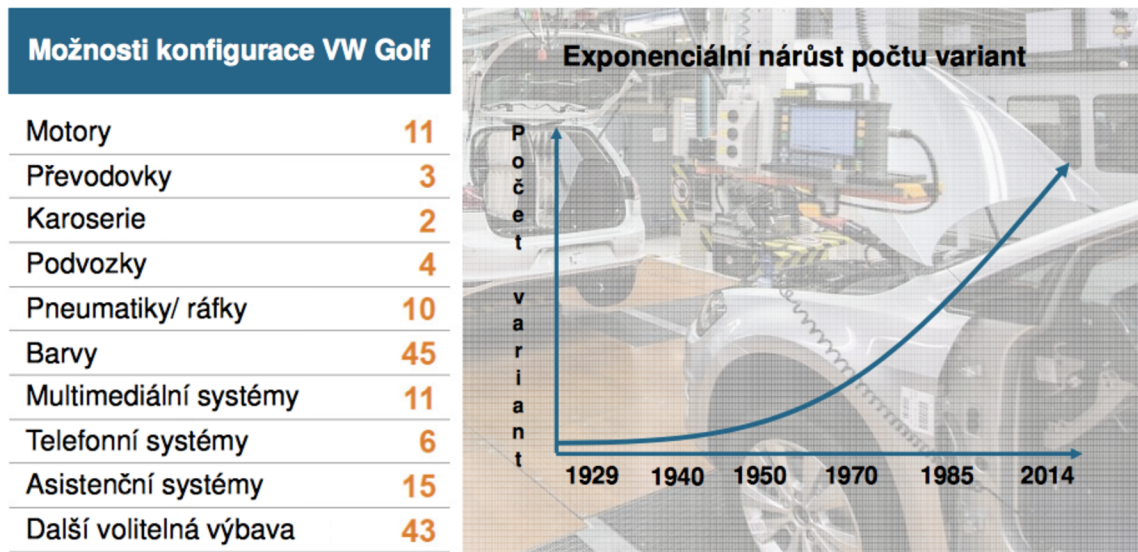 Možnosti konfigurace VW Golf
Motory 11
Převodovky 3
Karoserie 2
Podvozky 4
Pneumatiky/ ráfky 10
Barvy 45
Multimediální systémy 11
Telefonní systémy 6
Asistenční systémy 15
Další volitelná výbava 43
Exponenciální nárůst počtu variant
Počet variant
1929 1940 1950 1970 1985 2014